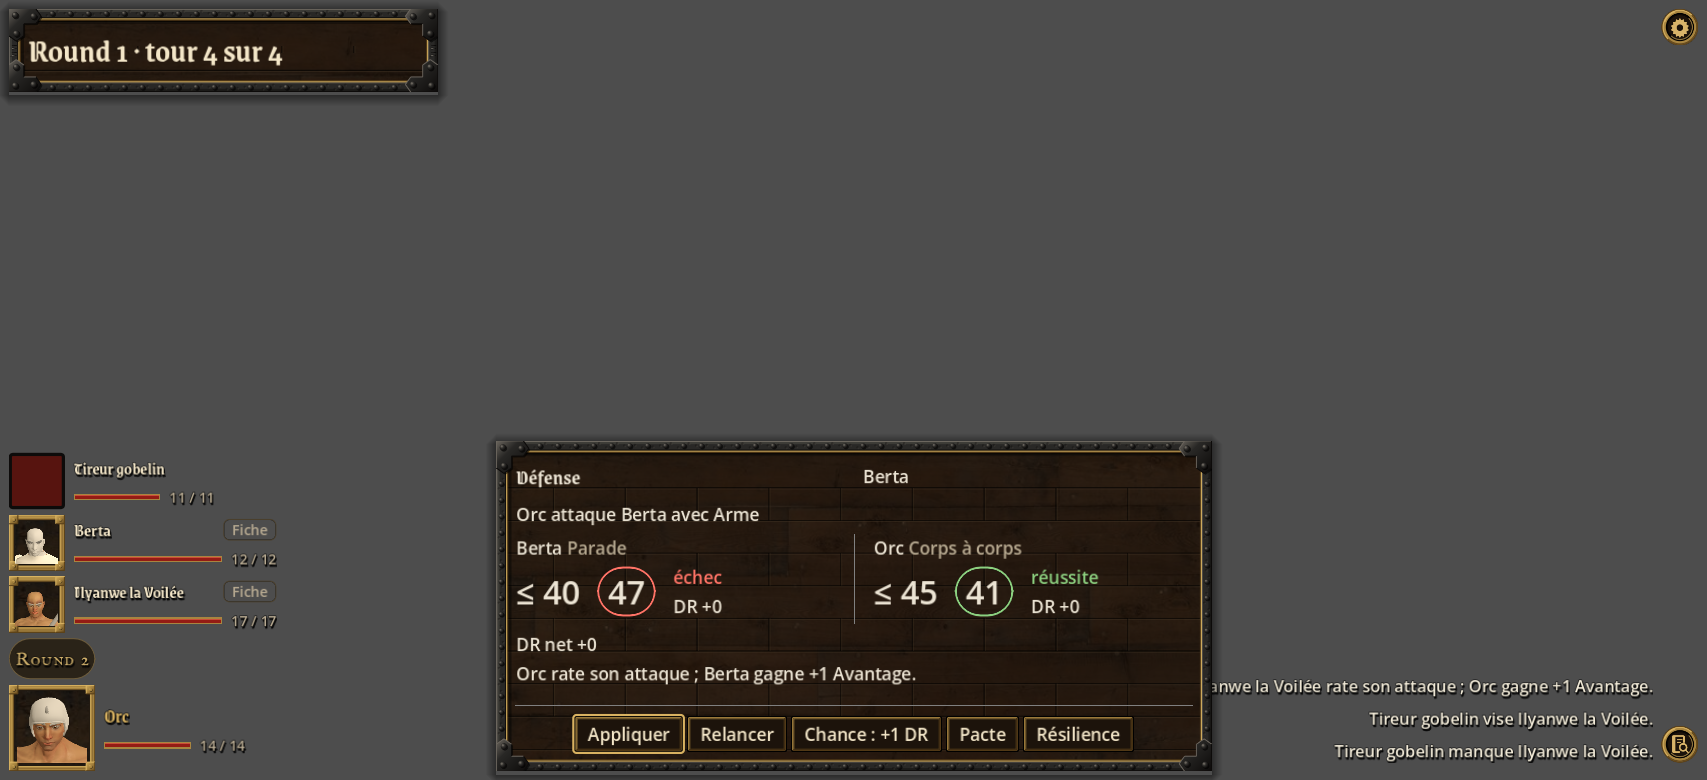 Round 1 · tour 4 sur 4
Tireur gobelin
11 / 11
Berta
Fiche
12 / 12
Ilyanwe la Voilée
Fiche
17 / 17
Round 2
Orc
14 / 14
Défense
Berta
Orc attaque Berta avec Arme
Berta Parade
≤ 40
47
échec
DR +0
Orc Corps à corps
≤ 45
41
réussite
DR +0
DR net +0
Orc rate son attaque ; Berta gagne +1 Avantage.
Appliquer
Relancer
Chance : +1 DR
Pacte
Résilience
anwe la Voilée rate son attaque ; Orc gagne +1 Avantage.
Tireur gobelin vise Ilyanwe la Voilée.
Tireur gobelin manque Ilyanwe la Voilée.